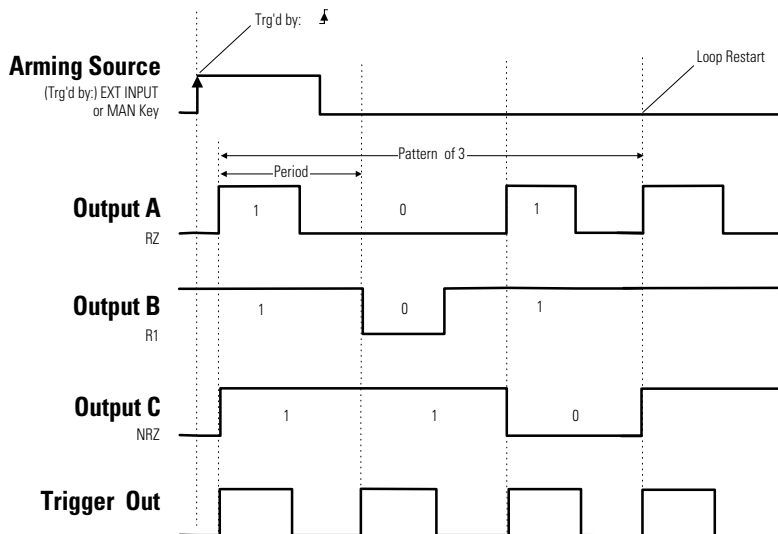 Trg'd by:
Arming Source
(Trg'd by:) EXT INPUT
or MAN Key
Loop Restart
Pattern of 3
Period
Output A
RZ
1
0
1
Output B
R1
1
0
1
Output C
NRZ
1
1
0
Trigger Out